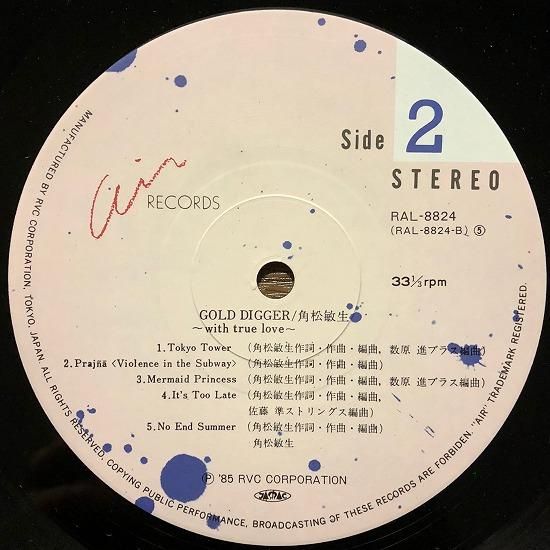 Side 2
STEREO
Air RECORDS
RAL-8824
(RAL-8824-B) ⑤
33 1/3 rpm
GOLD DIGGER/角松敏生
~with true love~
1.Tokyo Tower (角松敏生作詞・作曲・編曲, 数原 進ブラス編曲)
2.Prajñā <Violence in the Subway> (角松敏生作詞・作曲・編曲)
3.Mermaid Princess (角松敏生作詞・作曲・編曲, 数原 進ブラス編曲)
4.It's Too Late (角松敏生作詞・作曲・編曲,
佐藤 準ストリングス編曲)
5.No End Summer (角松敏生作詞・作曲・編曲)
角松敏生
Ⓟ '85 RVC CORPORATION
JASRAC
MANUFACTURED BY RVC CORPORATION, TOKYO, JAPAN. ALL RIGHTS RESERVED, COPYING PUBLIC PERFORMANCE, BROADCASTING OF THESE RECORDS ARE FORBIDDEN. "AIR" TRADEMARK REGISTERED.